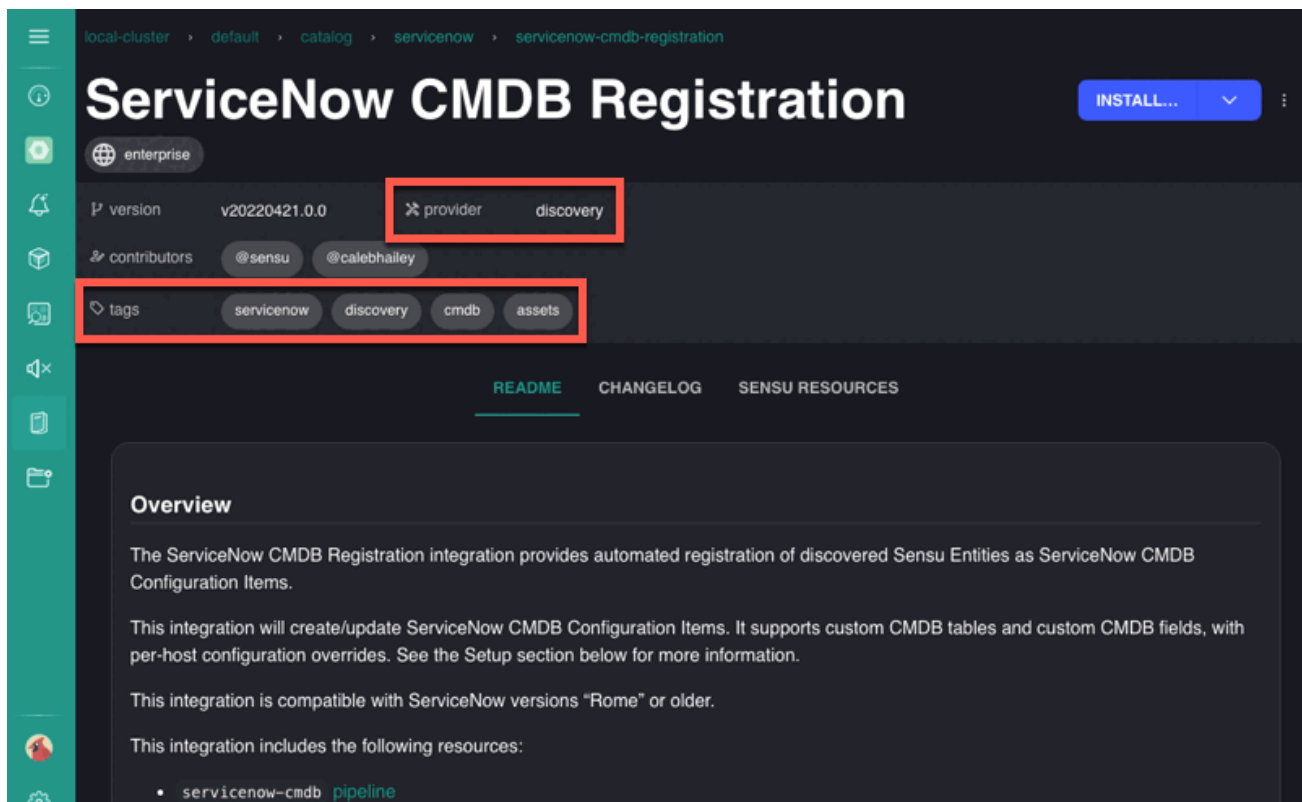 local-cluster › default › catalog › servicenow › servicenow-cmdb-registration
ServiceNow CMDB Registration
INSTALL...
enterprise
version v20220421.0.0 provider discovery
contributors @sensu @calebhailey
tags servicenow discovery cmdb assets
README CHANGELOG SENSU RESOURCES
Overview
The ServiceNow CMDB Registration integration provides automated registration of discovered Sensu Entities as ServiceNow CMDB
Configuration Items.
This integration will create/update ServiceNow CMDB Configuration Items. It supports custom CMDB tables and custom CMDB fields, with
per-host configuration overrides. See the Setup section below for more information.
This integration is compatible with ServiceNow versions “Rome” or older.
This integration includes the following resources:
• servicenow-cmdb pipeline